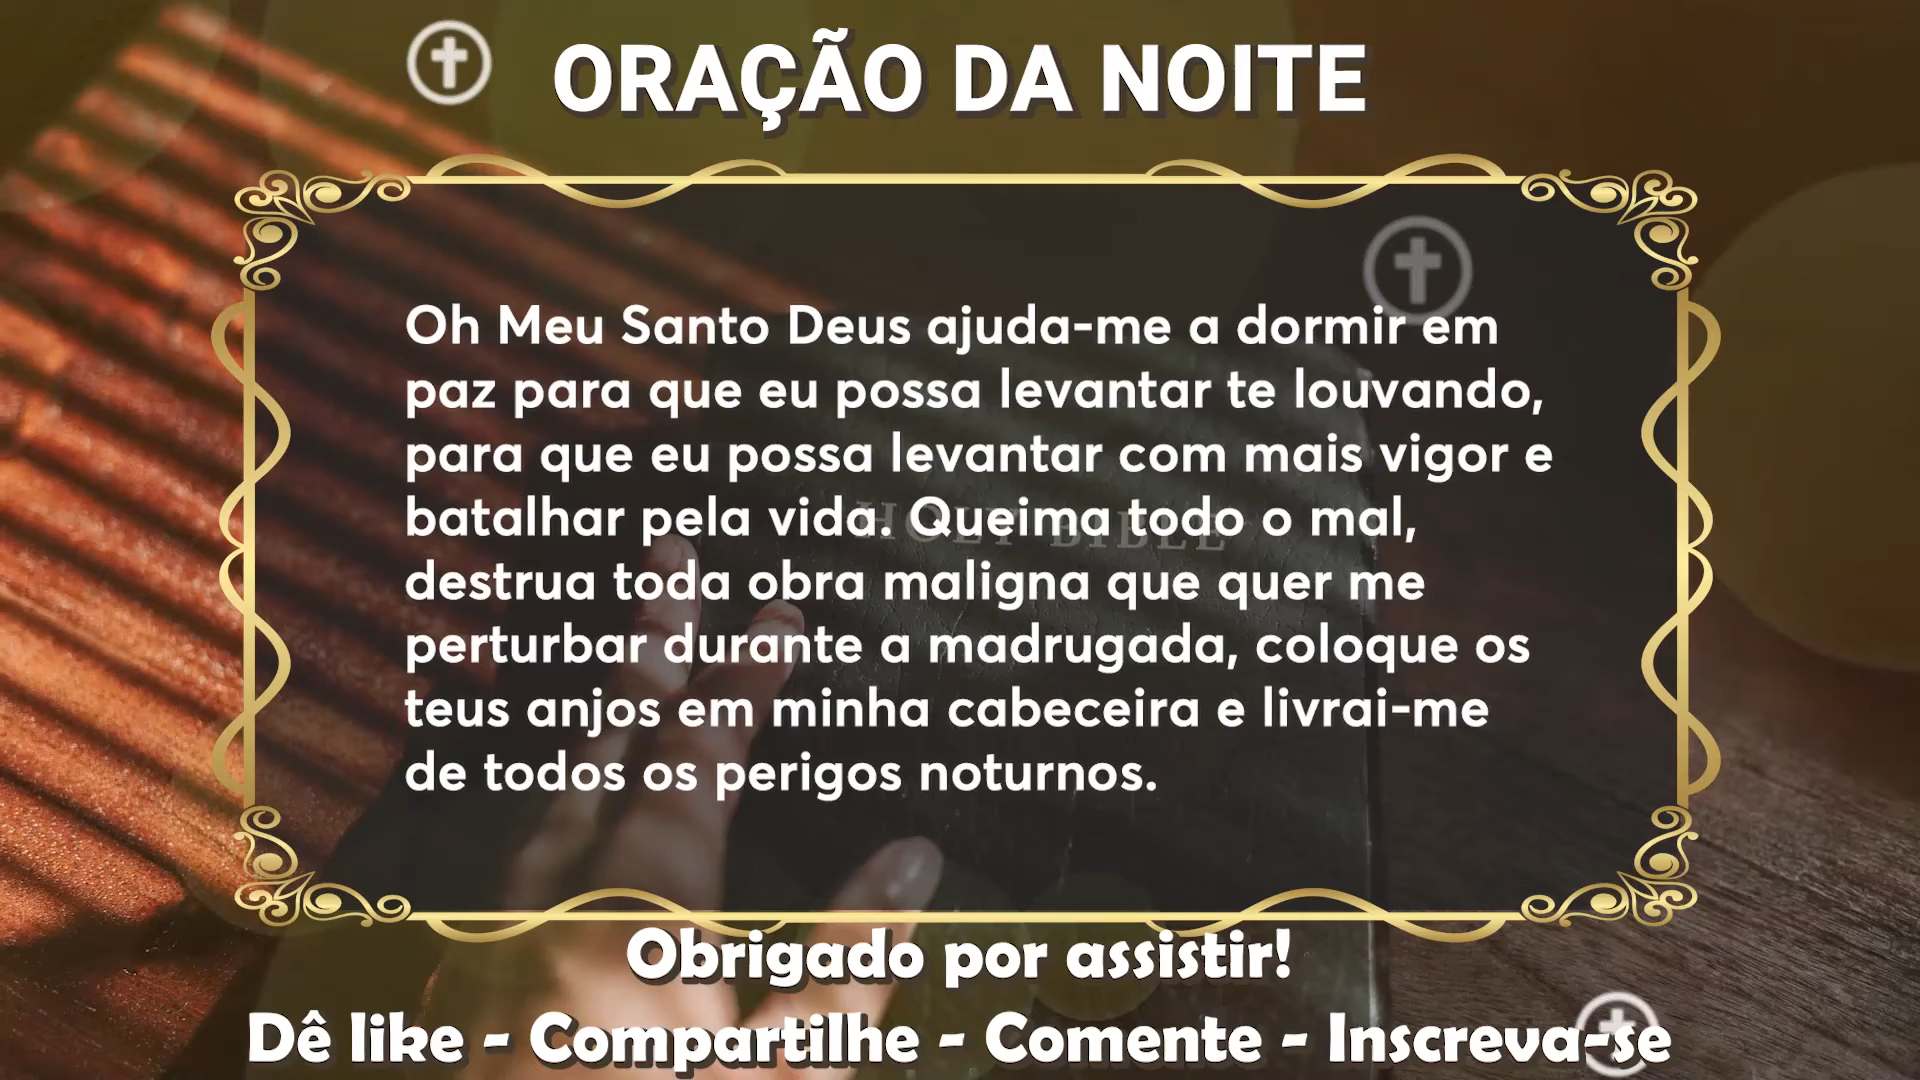 ORAÇÃO DA NOITE
Oh Meu Santo Deus ajuda-me a dormir em
paz para que eu possa levantar te louvando,
para que eu possa levantar com mais vigor e
batalhar pela vida. Queima todo o mal,
destrua toda obra maligna que quer me
perturbar durante a madrugada, coloque os
teus anjos em minha cabeceira e livrai-me
de todos os perigos noturnos.
HOLY BIBLE
Obrigado por assistir!
Dê like - Compartilhe - Comente - Inscreva-se